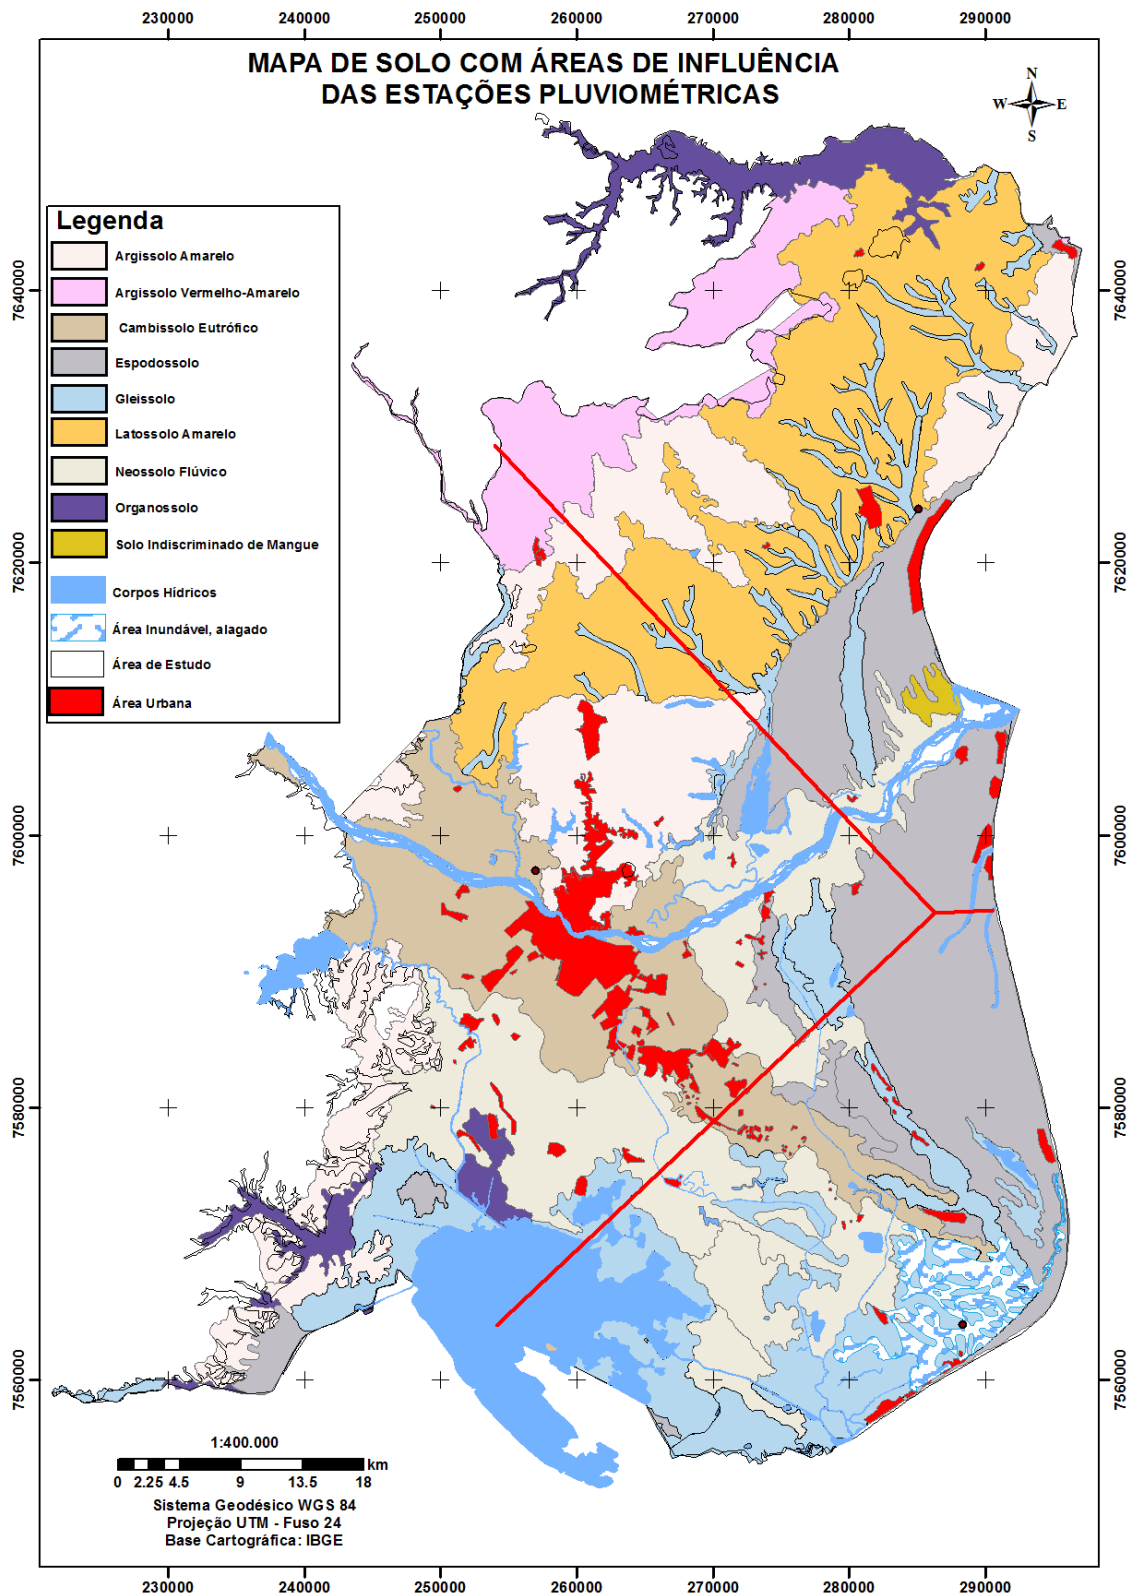 230000 240000 250000 260000 270000 280000 290000
MAPA DE SOLO COM ÁREAS DE INFLUÊNCIA
DAS ESTAÇÕES PLUVIOMÉTRICAS
N
W E
S
Legenda
Argissolo Amarelo
Argissolo Vermelho-Amarelo
Cambissolo Eutrófico
Espodossolo
Gleissolo
Latossolo Amarelo
Neossolo Flúvico
Organossolo
Solo Indiscriminado de Mangue
Corpos Hídricos
Área Inundável, alagado
Área de Estudo
Área Urbana
7640000 7640000
7620000 7620000
7600000 7600000
7580000 7580000
7560000 7560000
1:400.000
km
0 2.25 4.5 9 13.5 18
Sistema Geodésico WGS 84
Projeção UTM - Fuso 24
Base Cartográfica: IBGE
230000 240000 250000 260000 270000 280000 290000